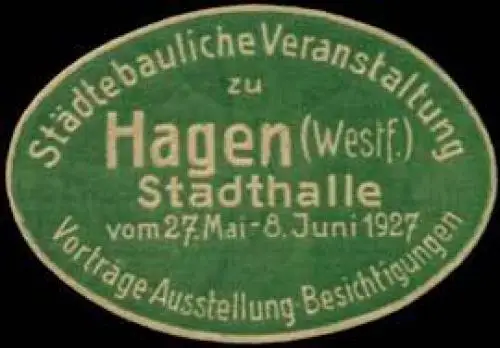 Städtebauliche Veranstaltung
zu
Hagen (Westf.)
Stadthalle
vom 27. Mai - 8. Juni 1927
Vorträge Ausstellung Besichtigungen